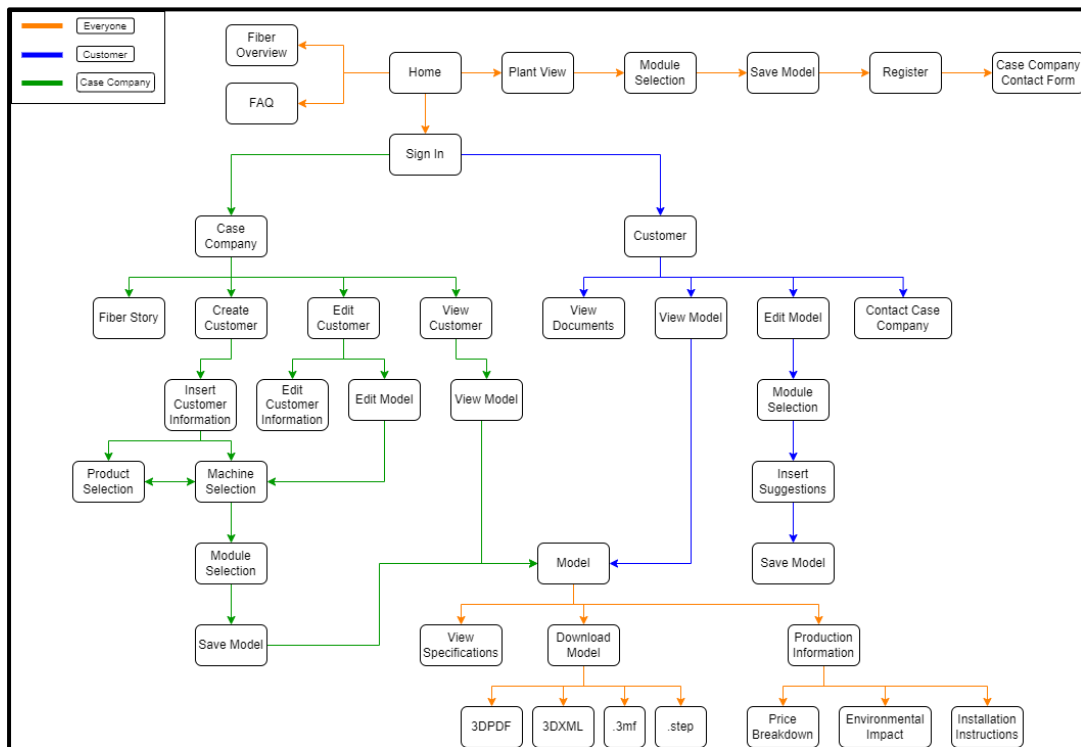 Everyone
Customer
Case Company
Fiber
Overview
FAQ
Home
Plant View
Module
Selection
Save Model
Register
Case Company
Contact Form
Sign In
Case
Company
Customer
Fiber Story
Create
Customer
Edit
Customer
View
Customer
View
Documents
View Model
Edit Model
Contact Case
Company
Insert
Customer
Information
Edit
Customer
Information
Edit Model
View Model
Module
Selection
Product
Selection
Machine
Selection
Insert
Suggestions
Module
Selection
Model
Save Model
Save Model
View
Specifications
Download
Model
Production
Information
3DPDF
3DXML
.3mf
.step
Price
Breakdown
Environmental
Impact
Installation
Instructions